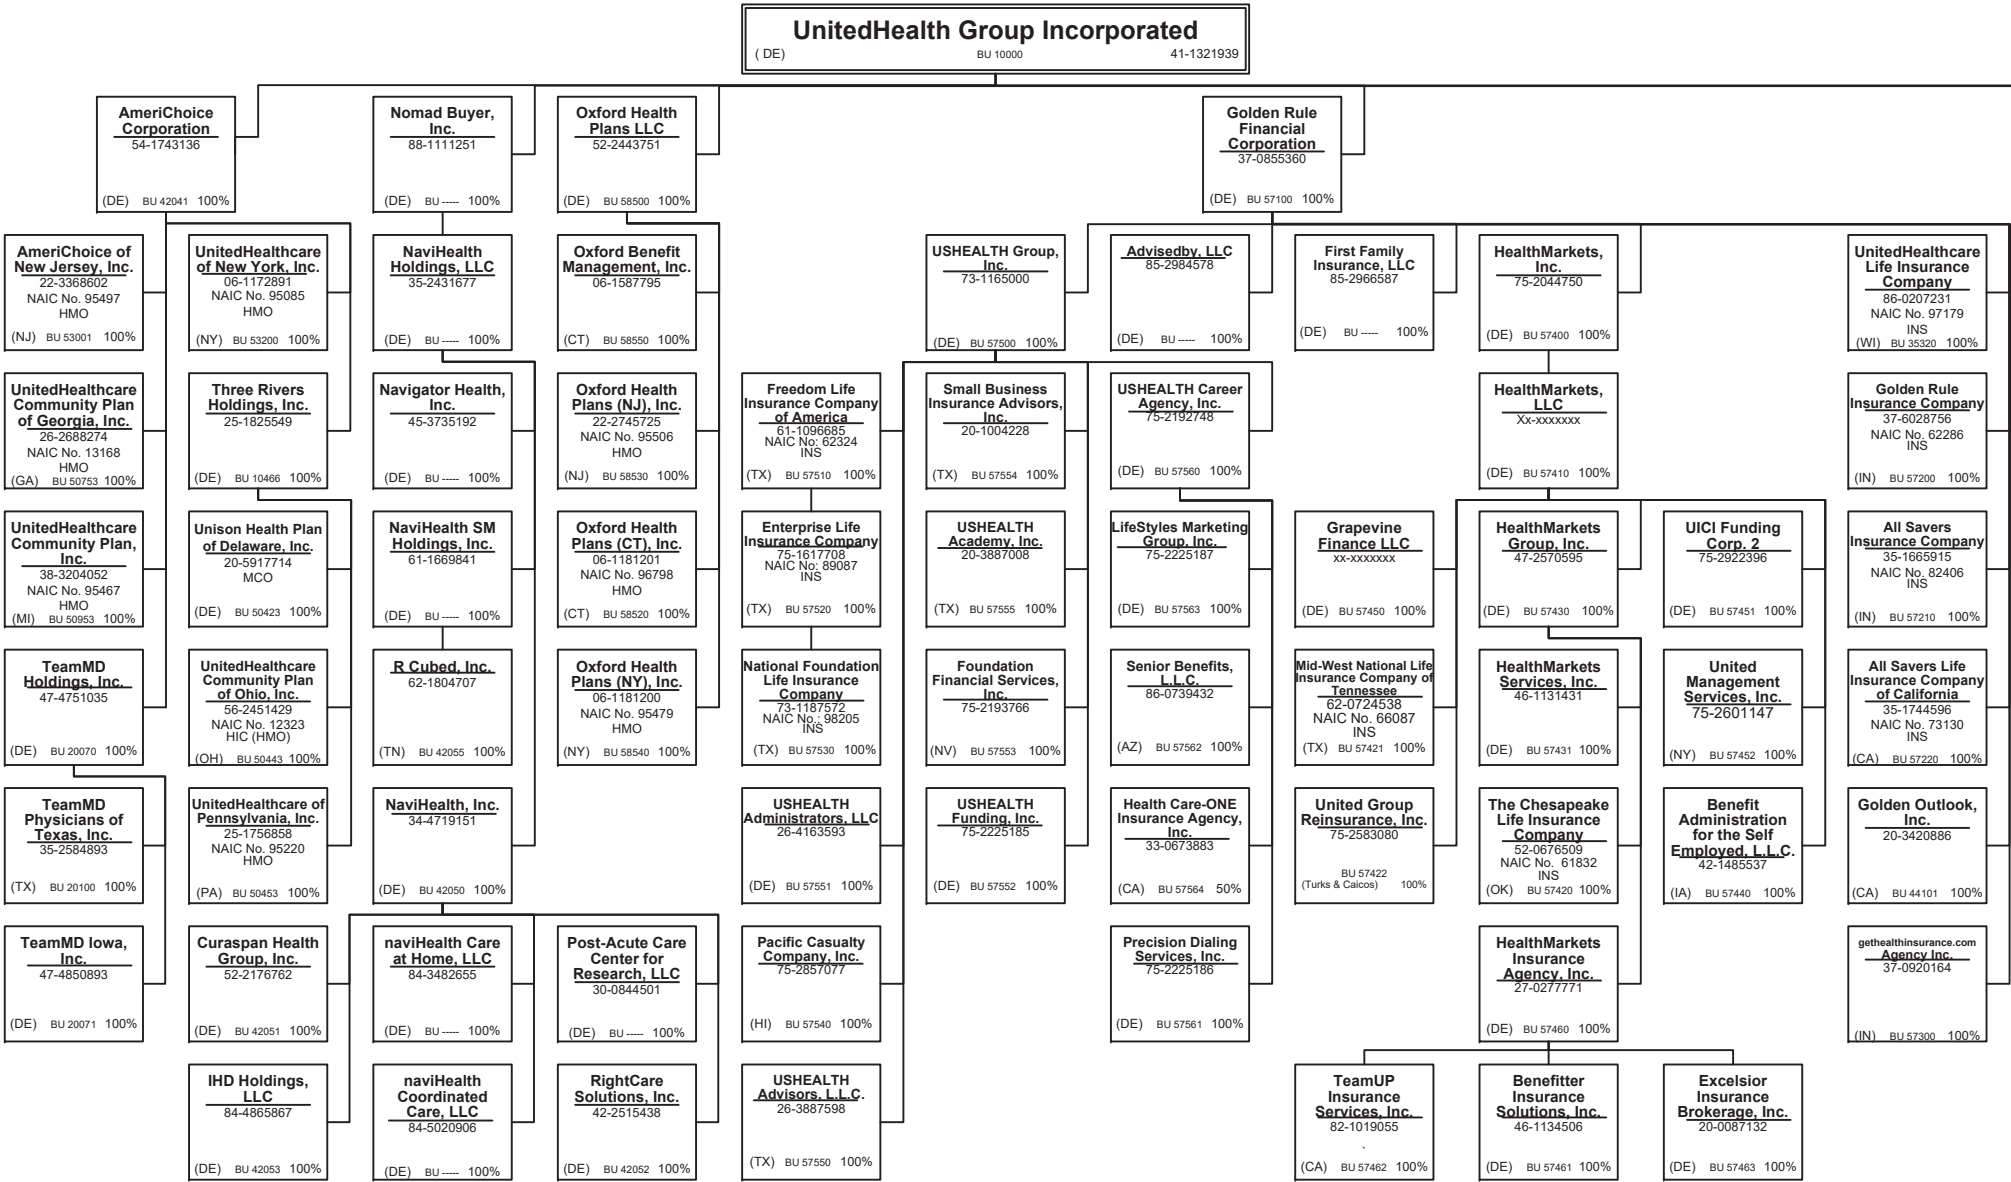 UnitedHealth Group Incorporated
( DE) BU 10000 41-1321939
AmeriChoice
Corporation
54-1743136
(DE) BU 42041 100%
Nomad Buyer,
Inc.
88-1111251
(DE) BU ----- 100%
Oxford Health
Plans LLC
52-2443751
(DE) BU 58500 100%
Golden Rule
Financial
Corporation
37-0855360
(DE) BU 57100 100%
AmeriChoice of
New Jersey, Inc.
22-3368602
NAIC No. 95497
HMO
(NJ) BU 53001 100%
UnitedHealthcare
of New York, Inc.
06-1172891
NAIC No. 95085
HMO
(NY) BU 53200 100%
NaviHealth
Holdings, LLC
35-2431677
(DE) BU ----- 100%
Oxford Benefit
Management, Inc.
06-1587795
(CT) BU 58550 100%
USHEALTH Group,
Inc.
73-1165000
(DE) BU 57500 100%
Advisedby, LLC
85-2984578
(DE) BU ----- 100%
First Family
Insurance, LLC
85-2966587
(DE) BU ----- 100%
HealthMarkets,
Inc.
75-2044750
(DE) BU 57400 100%
UnitedHealthcare
Life Insurance
Company
86-0207231
NAIC No. 97179
INS
(WI) BU 35320 100%
UnitedHealthcare
Community Plan
of Georgia, Inc.
26-2688274
NAIC No. 13168
HMO
(GA) BU 50753 100%
Three Rivers
Holdings, Inc.
25-1825549
(DE) BU 10466 100%
Navigator Health,
Inc.
45-3735192
(DE) BU ----- 100%
Oxford Health
Plans (NJ), Inc.
22-2745725
NAIC No. 95506
HMO
(NJ) BU 58530 100%
Freedom Life
Insurance Company
of America
61-1096685
NAIC No: 62324
INS
(TX) BU 57510 100%
Small Business
Insurance Advisors,
Inc.
20-1004228
(TX) BU 57554 100%
USHEALTH Career
Agency, Inc.
75-2192748
(DE) BU 57560 100%
HealthMarkets,
LLC
Xx-xxxxxxx
(DE) BU 57410 100%
Golden Rule
Insurance Company
37-6028756
NAIC No. 62286
INS
(IN) BU 57200 100%
UnitedHealthcare
Community Plan,
Inc.
38-3204052
NAIC No. 95467
HMO
(MI) BU 50953 100%
Unison Health Plan
of Delaware, Inc.
20-5917714
MCO
(DE) BU 50423 100%
NaviHealth SM
Holdings, Inc.
61-1669841
(DE) BU ----- 100%
Oxford Health
Plans (CT), Inc.
06-1181201
NAIC No. 96798
HMO
(CT) BU 58520 100%
Enterprise Life
Insurance Company
75-1617708
NAIC No: 89087
INS
(TX) BU 57520 100%
USHEALTH
Academy, Inc.
20-3887008
(TX) BU 57555 100%
LifeStyles Marketing
Group, Inc.
75-2225187
(DE) BU 57563 100%
Grapevine
Finance LLC
xx-xxxxxxx
(DE) BU 57450 100%
HealthMarkets
Group, Inc.
47-2570595
(DE) BU 57430 100%
UICI Funding
Corp. 2
75-2922396
(DE) BU 57451 100%
All Savers
Insurance Company
35-1665915
NAIC No. 82406
INS
(IN) BU 57210 100%
TeamMD
Holdings, Inc.
47-4751035
(DE) BU 20070 100%
UnitedHealthcare
Community Plan
of Ohio, Inc.
56-2451429
NAIC No. 12323
HIC (HMO)
(OH) BU 50443 100%
R Cubed, Inc.
62-1804707
(TN) BU 42055 100%
Oxford Health
Plans (NY), Inc.
06-1181200
NAIC No. 95479
HMO
(NY) BU 58540 100%
National Foundation
Life Insurance
Company
73-1187572
NAIC No.: 98205
INS
(TX) BU 57530 100%
Foundation
Financial Services,
Inc.
75-2193766
(NV) BU 57553 100%
Senior Benefits,
L.L.C.
86-0739432
(AZ) BU 57562 100%
Mid-West National Life
Insurance Company of
Tennessee
62-0724538
NAIC No. 66087
INS
(TX) BU 57421 100%
HealthMarkets
Services, Inc.
46-1131431
(DE) BU 57431 100%
United
Management
Services, Inc.
75-2601147
(NY) BU 57452 100%
All Savers Life
Insurance Company
of California
35-1744596
NAIC No. 73130
INS
(CA) BU 57220 100%
TeamMD
Physicians of
Texas, Inc.
35-2584893
(TX) BU 20100 100%
UnitedHealthcare of
Pennsylvania, Inc.
25-1756858
NAIC No. 95220
HMO
(PA) BU 50453 100%
NaviHealth, Inc.
34-4719151
(DE) BU 42050 100%
USHEALTH
Administrators, LLC
26-4163593
(DE) BU 57551 100%
USHEALTH
Funding, Inc.
75-2225185
(DE) BU 57552 100%
Health Care-ONE
Insurance Agency,
Inc.
33-0673883
(CA) BU 57564 50%
United Group
Reinsurance, Inc.
75-2583080
BU 57422
(Turks & Caicos) 100%
The Chesapeake
Life Insurance
Company
52-0676509
NAIC No. 61832
INS
(OK) BU 57420 100%
Benefit
Administration
for the Self
Employed, L.L.C.
42-1485537
(IA) BU 57440 100%
Golden Outlook,
Inc.
20-3420886
(CA) BU 44101 100%
TeamMD Iowa,
Inc.
47-4850893
(DE) BU 20071 100%
Curaspan Health
Group, Inc.
52-2176762
(DE) BU 42051 100%
naviHealth Care
at Home, LLC
84-3482655
(DE) BU ----- 100%
Post-Acute Care
Center for
Research, LLC
30-0844501
(DE) BU ----- 100%
Pacific Casualty
Company, Inc.
75-2857077
(HI) BU 57540 100%
Precision Dialing
Services, Inc.
75-2225186
(DE) BU 57561 100%
HealthMarkets
Insurance
Agency, Inc.
27-0277771
(DE) BU 57460 100%
gethealthinsurance.com
Agency Inc.
37-0920164
(IN) BU 57300 100%
IHD Holdings,
LLC
84-4865867
(DE) BU 42053 100%
naviHealth
Coordinated
Care, LLC
84-5020906
(DE) BU ----- 100%
RightCare
Solutions, Inc.
42-2515438
(DE) BU 42052 100%
USHEALTH
Advisors, L.L.C.
26-3887598
(TX) BU 57550 100%
TeamUP
Insurance
Services, Inc.
82-1019055
`
(CA) BU 57462 100%
Benefitter
Insurance
Solutions, Inc.
46-1134506
(DE) BU 57461 100%
Excelsior
Insurance
Brokerage, Inc.
20-0087132
(DE) BU 57463 100%